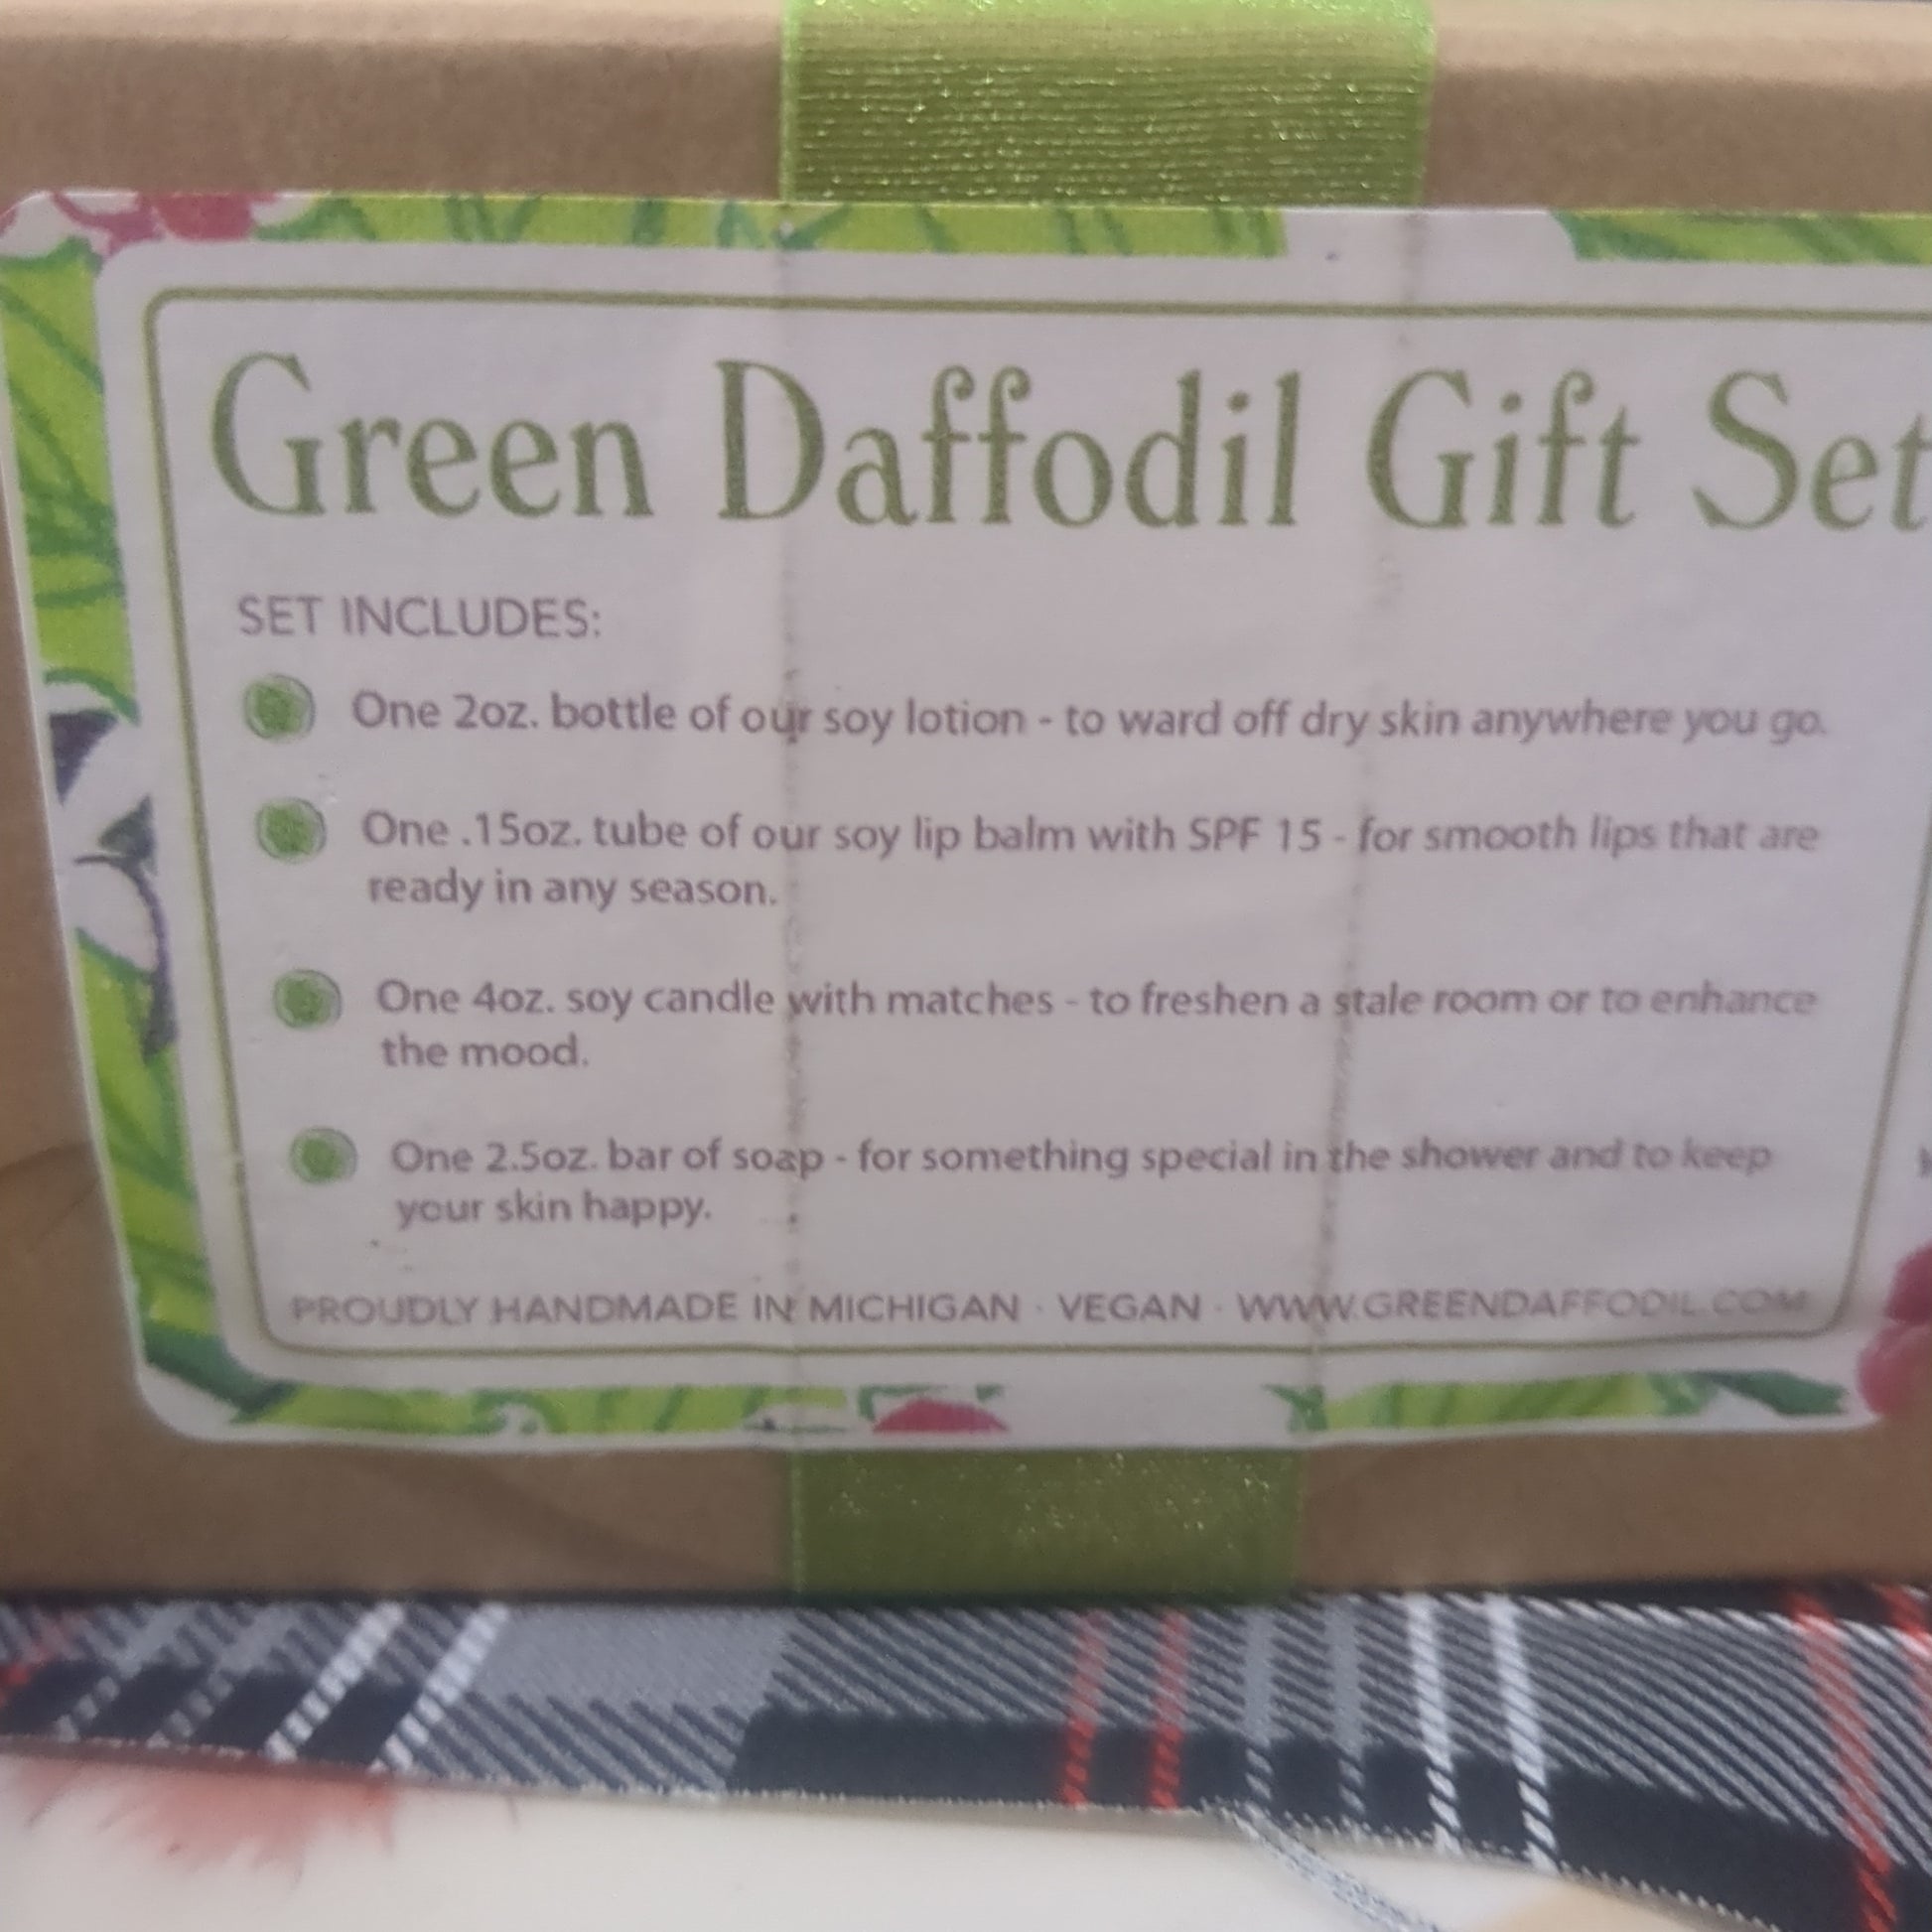 Green Daffodil Gift Set
SET INCLUDES:
One 2oz. bottle of our soy lotion - to ward off dry skin anywhere you go.
One .15oz. tube of our soy lip balm with SPF 15 - for smooth lips that are
ready in any season.
One 4oz. soy candle with matches - to freshen a stale room or to enhance
the mood.
One 2.5oz. bar of soap - for something special in the shower and to keep
your skin happy.
PROUDLY HANDMADE IN MICHIGAN · VEGAN · WWW.GREENDAFFODIL.COM